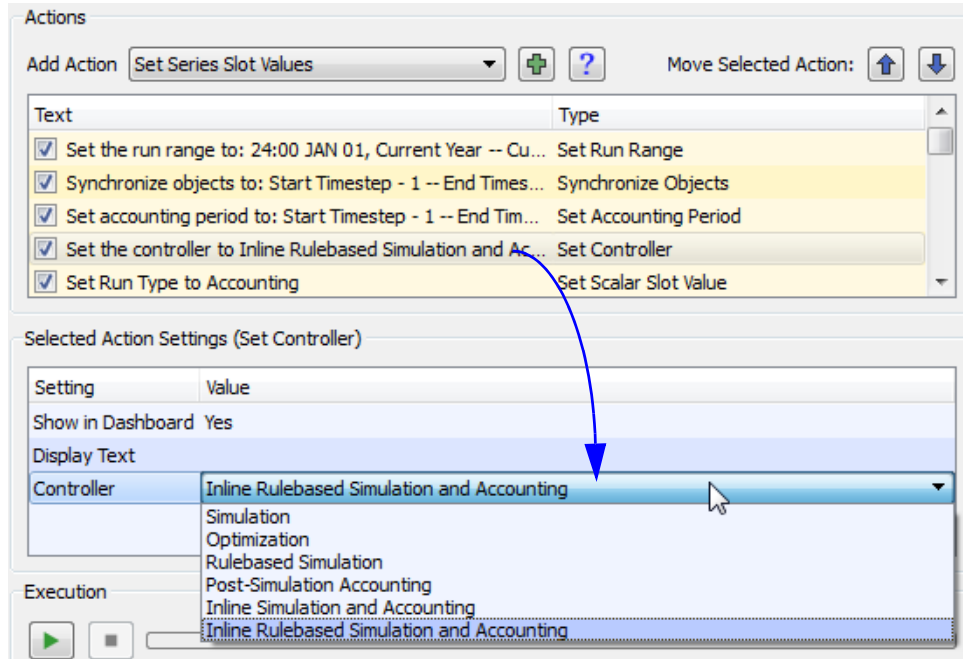 Actions
Add Action Set Series Slot Values ? Move Selected Action:
Text Type
Set the run range to: 24:00 JAN 01, Current Year -- Cu... Set Run Range
Synchronize objects to: Start Timestep - 1 -- End Times... Synchronize Objects
Set accounting period to: Start Timestep - 1 -- End Tim... Set Accounting Period
Set the controller to Inline Rulebased Simulation and Ac... Set Controller
Set Run Type to Accounting Set Scalar Slot Value
Selected Action Settings (Set Controller)
Setting Value
Show in Dashboard Yes
Display Text
Controller Inline Rulebased Simulation and Accounting
Simulation
Optimization
Rulebased Simulation
Post-Simulation Accounting
Inline Simulation and Accounting
Inline Rulebased Simulation and Accounting
Execution